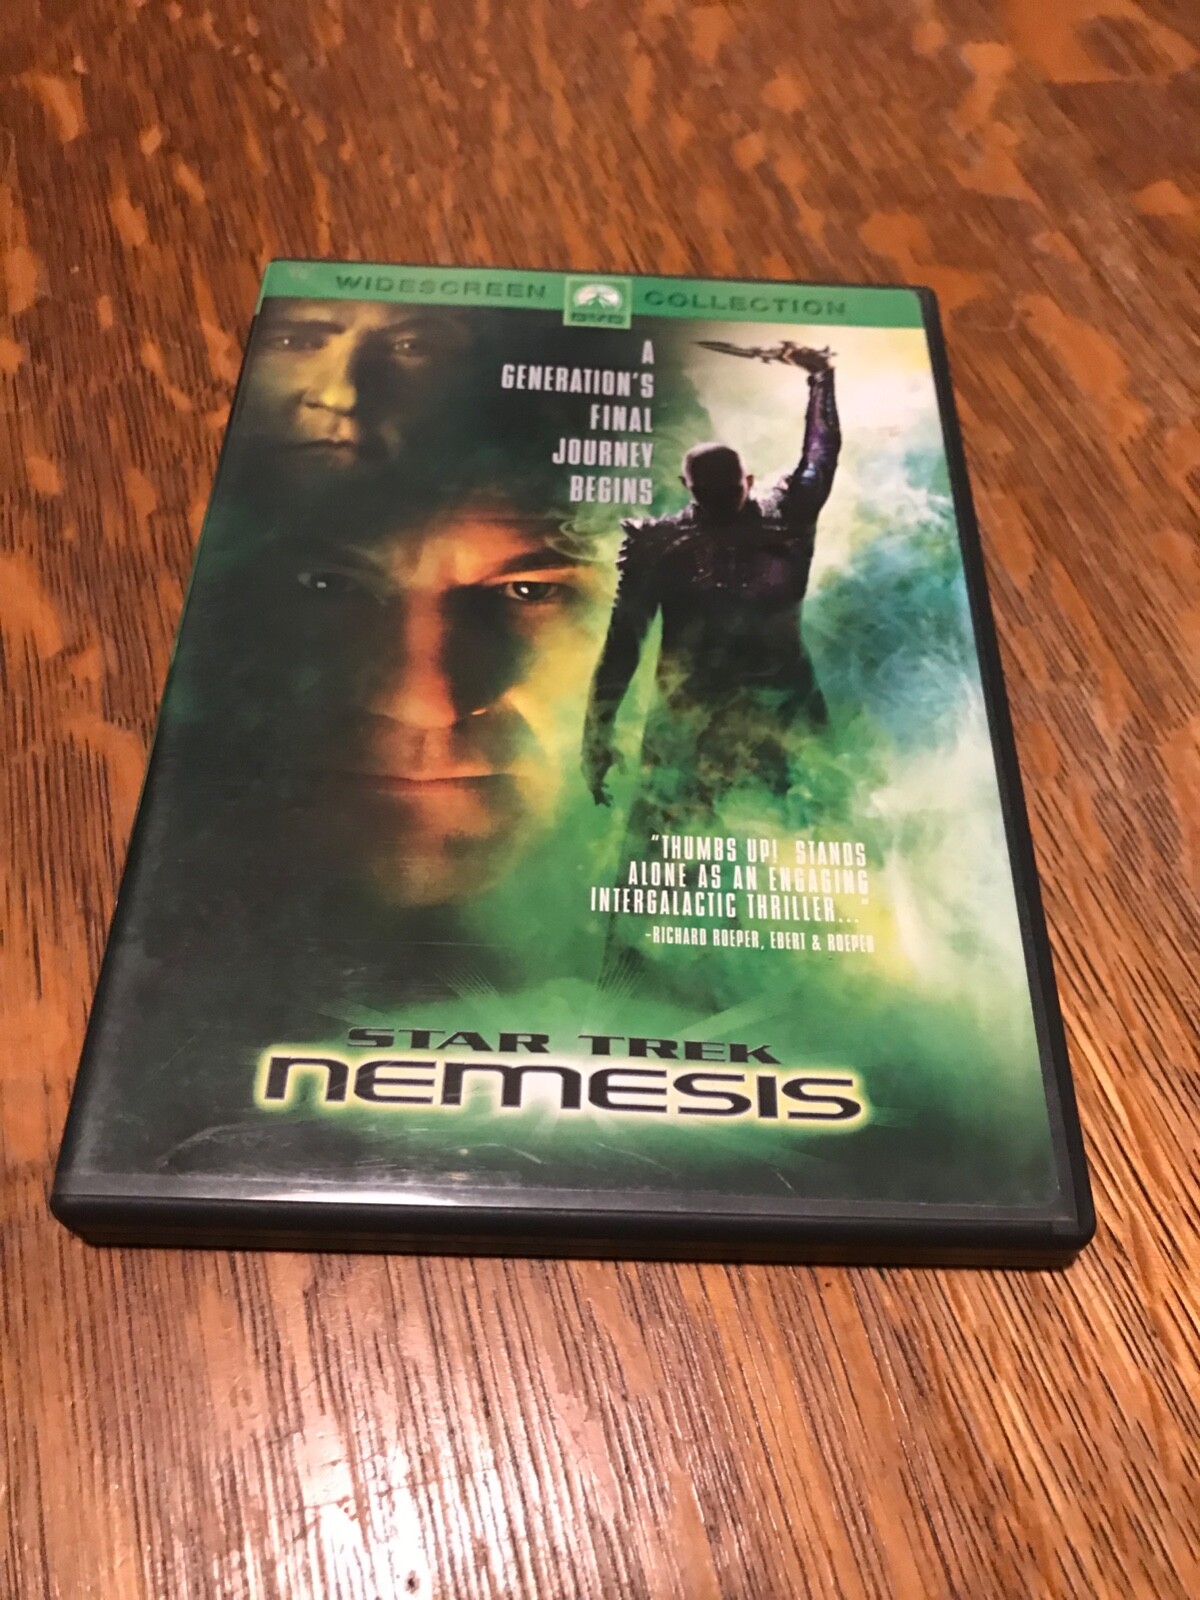 WIDESCREEN DVD COLLECTION
A
GENERATION'S
FINAL
JOURNEY
BEGINS
"THUMBS UP! STANDS
ALONE AS AN ENGAGING
INTERGALACTIC THRILLER..."
-RICHARD ROEPER, EBERT & ROEPER
STAR TREK
NEMESIS